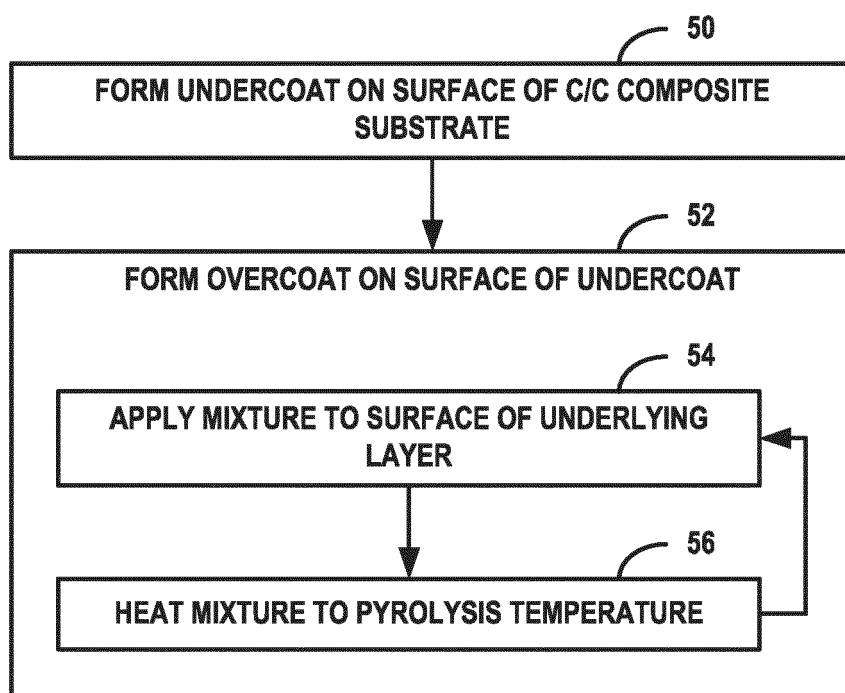 50
FORM UNDERCOAT ON SURFACE OF C/C COMPOSITE
SUBSTRATE
52
FORM OVERCOAT ON SURFACE OF UNDERCOAT
54
APPLY MIXTURE TO SURFACE OF UNDERLYING
LAYER
56
HEAT MIXTURE TO PYROLYSIS TEMPERATURE